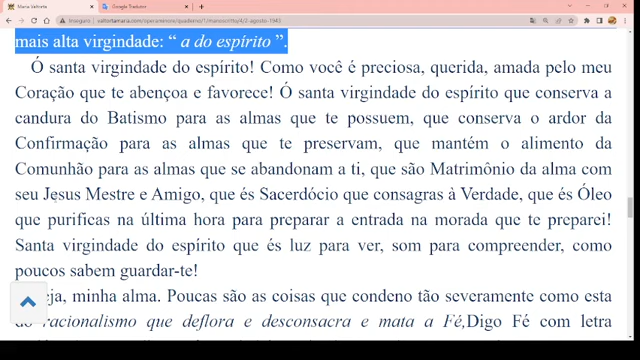 Maria Valtorta
Google Tradutor
Inseguro | valtortamaria.com/operaminore/quaderno/1/manoscritto/4/2-agosto-1943
mais alta virgindade: “ a do espírito ”.
Ó santa virgindade do espírito! Como você é preciosa, querida, amada pelo meu
Coração que te abençoa e favorece! Ó santa virgindade do espírito que conserva a
candura do Batismo para as almas que te possuem, que conserva o ardor da
Confirmação para as almas que te preservam, que mantém o alimento da
Comunhão para as almas que se abandonam a ti, que são Matrimônio da alma com
seu Jesus Mestre e Amigo, que és Sacerdócio que consagras à Verdade, que és Óleo
que purificas na última hora para preparar a entrada na morada que te preparei!
Santa virgindade do espírito que és luz para ver, som para compreender, como
poucos sabem guardar-te!
eja, minha alma. Poucas são as coisas que condeno tão severamente como esta
do racionalismo que deflora e desconsacra e mata a Fé,Digo Fé com letra